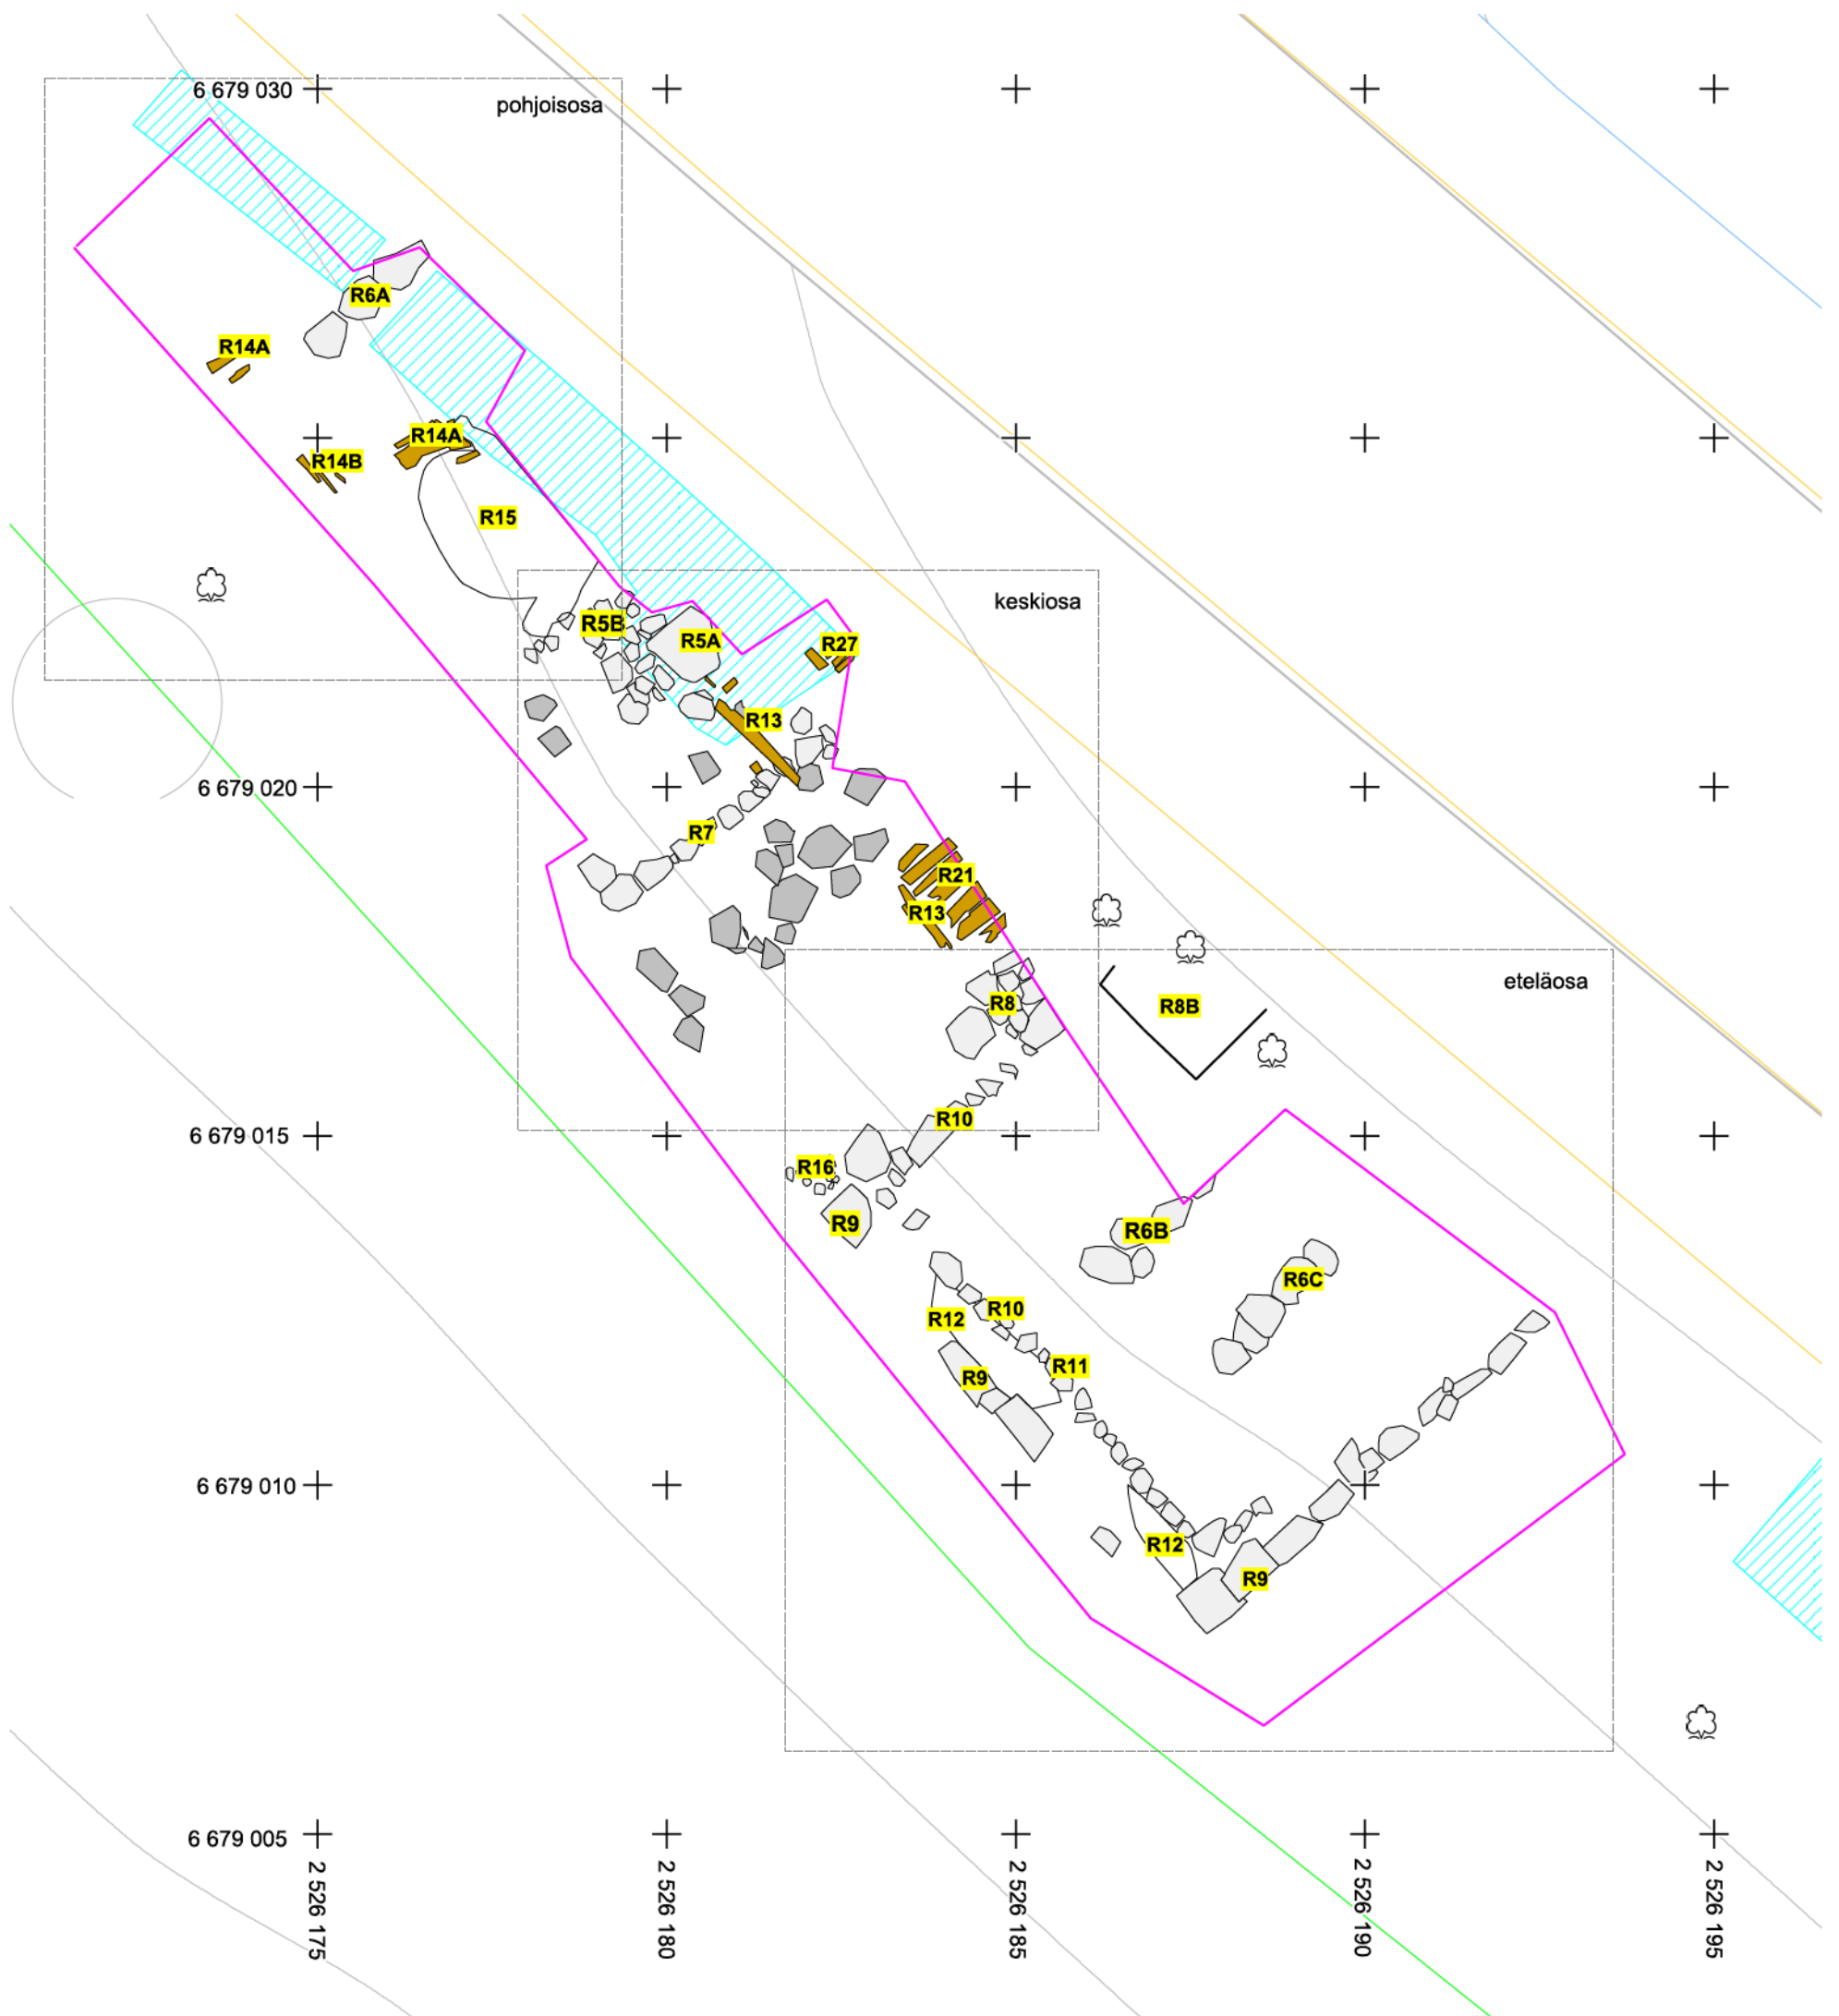 6 679 030
pohjoisosa
R6A
R14A
R14A
R14B
R15
keskiosa
R5B
R5A
R27
R13
6 679 020
R7
R21
R13
eteläosa
R8
R8B
R10
6 679 015
R16
R9
R6B
R6C
R10
R12
R11
R9
6 679 010
R12
R9
6 679 005
2 526 175
2 526 180
2 526 185
2 526 190
2 526 195